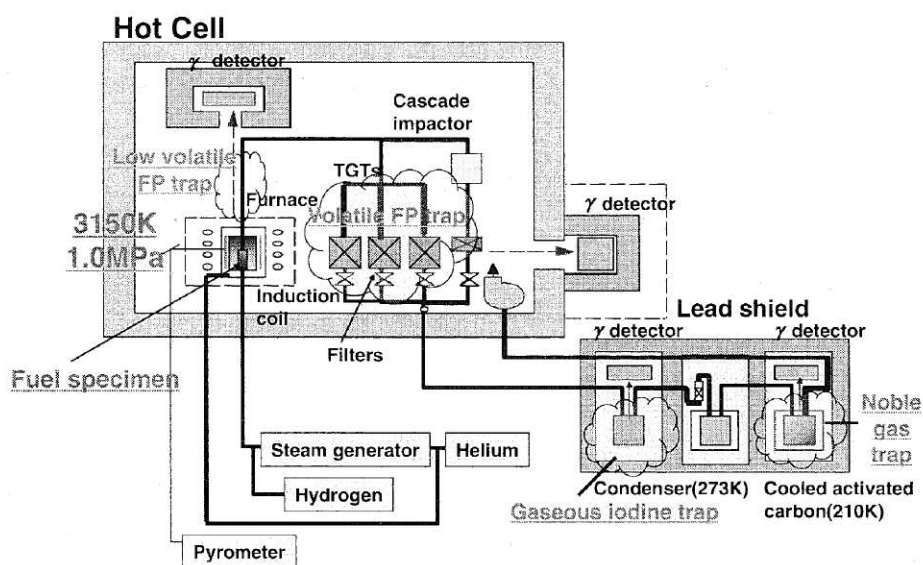 Hot Cell
γ detector
Cascade
impactor
Low volatile
FP trap
TGTs
Furnace
Volatile FP trap
γ detector
3150K
1.0MPa
Induction
coil
Filters
Lead shield
γ detector
γ detector
Fuel specimen
Noble
gas
trap
Steam generator
Helium
Hydrogen
Condenser(273K)
Cooled activated
carbon(210K)
Gaseous iodine trap
Pyrometer